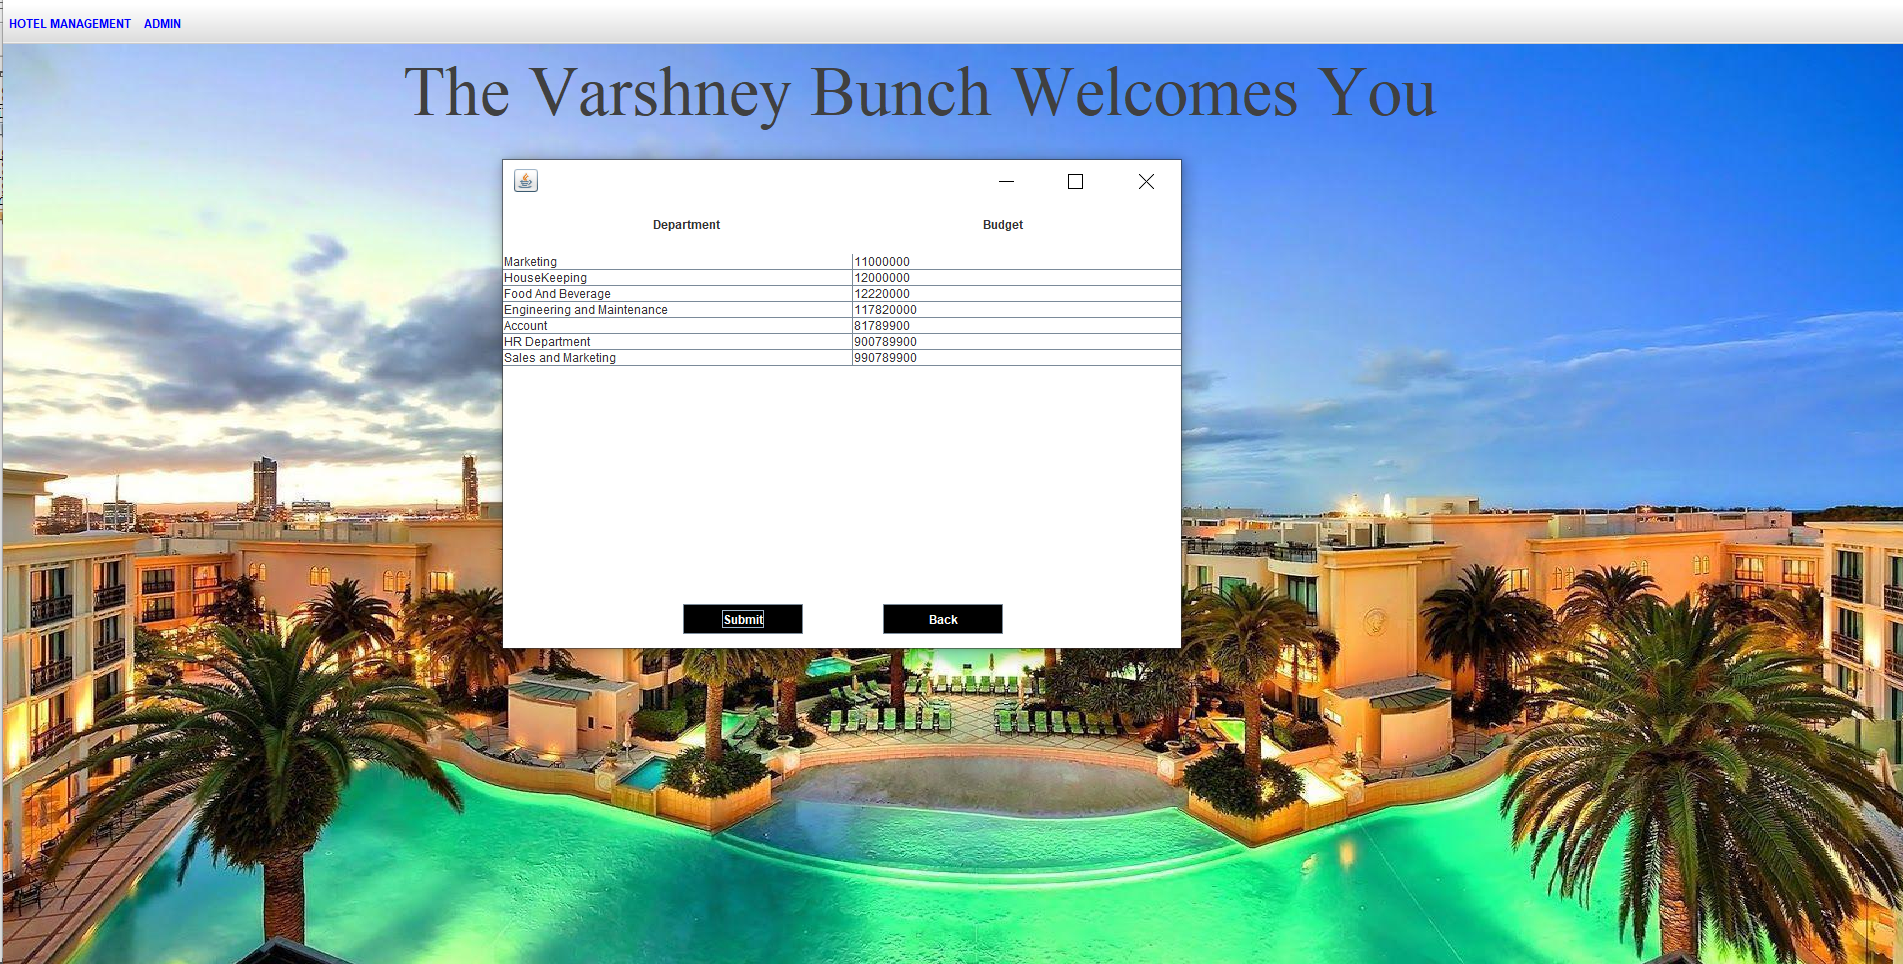 HOTEL MANAGEMENT ADMIN
The Varshney Bunch Welcomes You
Department Budget
Marketing 11000000
HouseKeeping 12000000
Food And Beverage 12220000
Engineering and Maintenance 117820000
Account 81789900
HR Department 900789900
Sales and Marketing 990789900
Submit Back